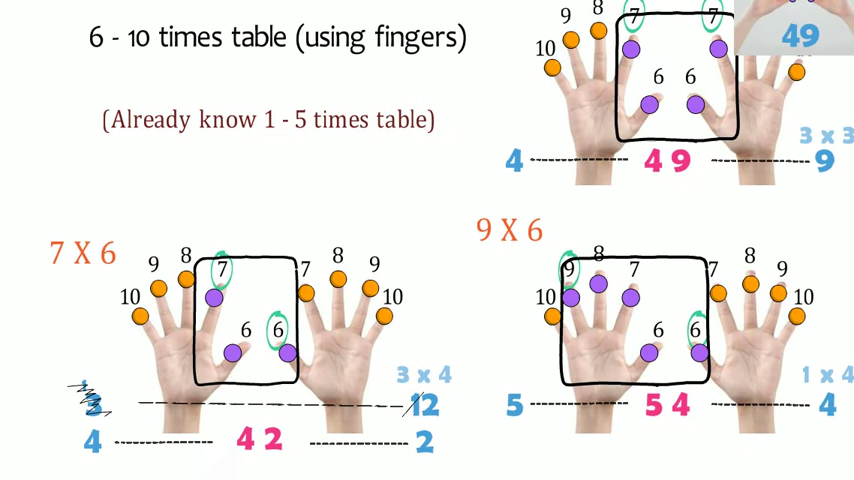 6 - 10 times table (using fingers)
(Already know 1 - 5 times table)
10 9 8 7 7
6 6
49
3 x 3
4 49 9
7 X 6
10 9 8 7 7 8 9 10
6 6
3 x 4
3 12
4 42 2
9 X 6
10 9 8 7 7 8 9 10
6 6
1 x 4
5 54 4